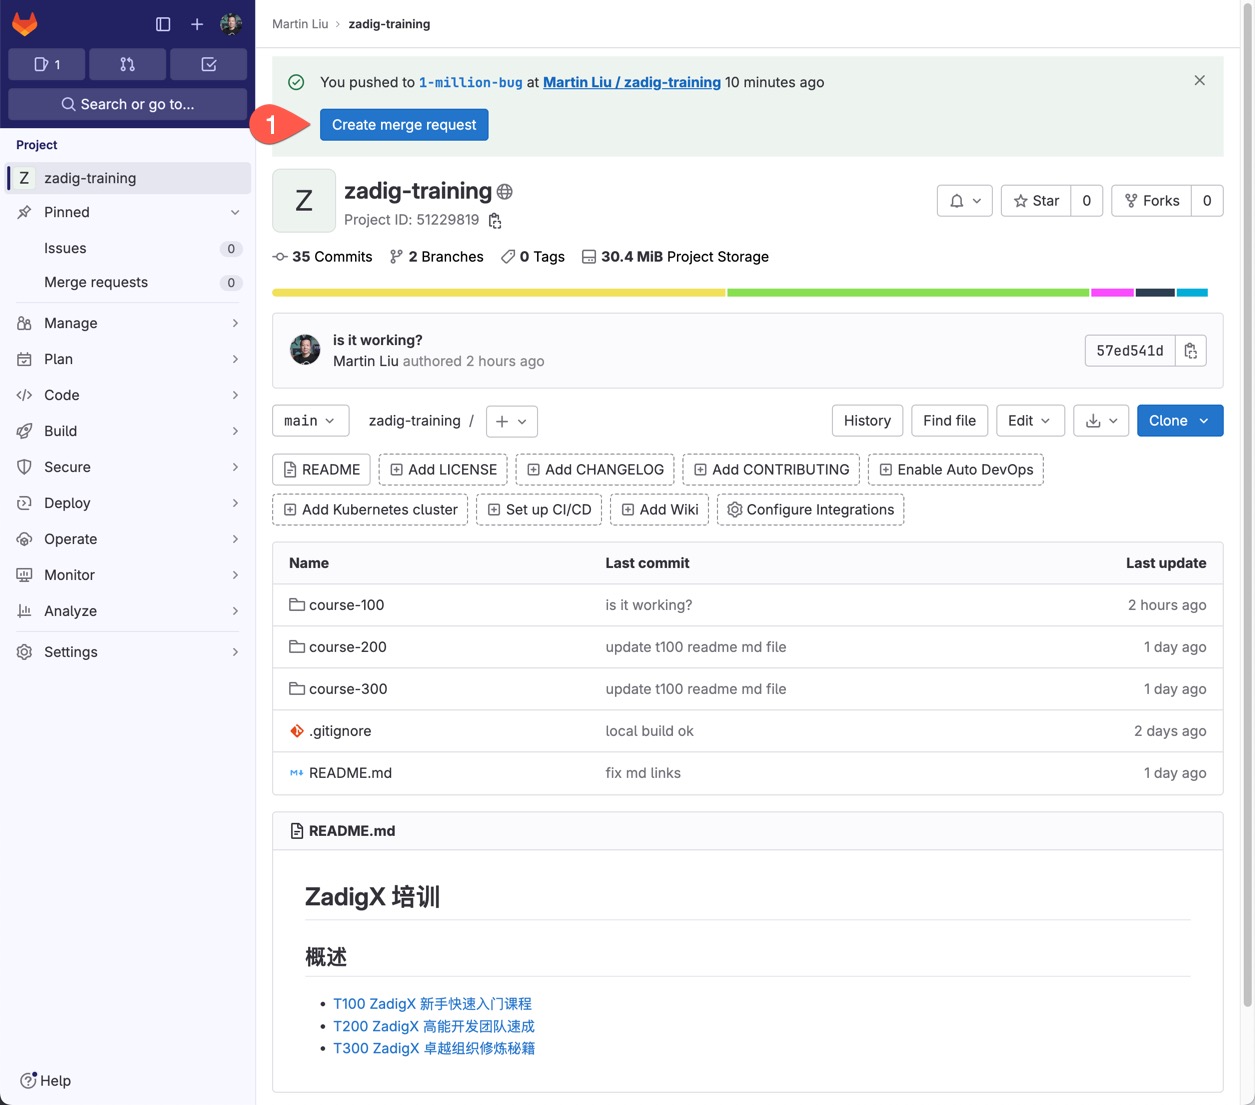 Martin Liu › zadig-training
1
Search or go to...
Project
Z zadig-training
Pinned
Issues 0
Merge requests 0
Manage
Plan
Code
Build
Secure
Deploy
Operate
Monitor
Analyze
Settings
Help
You pushed to 1-million-bug at Martin Liu / zadig-training 10 minutes ago
1
Create merge request
Z
zadig-training
Project ID: 51229819
Star 0
Forks 0
35 Commits 2 Branches 0 Tags 30.4 MiB Project Storage
is it working?
Martin Liu authored 2 hours ago
57ed541d
main
zadig-training /
History
Find file
Edit
Clone
README
Add LICENSE
Add CHANGELOG
Add CONTRIBUTING
Enable Auto DevOps
Add Kubernetes cluster
Set up CI/CD
Add Wiki
Configure Integrations
Name Last commit Last update
course-100 is it working? 2 hours ago
course-200 update t100 readme md file 1 day ago
course-300 update t100 readme md file 1 day ago
.gitignore local build ok 2 days ago
README.md fix md links 1 day ago
README.md
ZadigX 培训
概述
• T100 ZadigX 新手快速入门课程
• T200 ZadigX 高能开发团队速成
• T300 ZadigX 卓越组织修炼秘籍